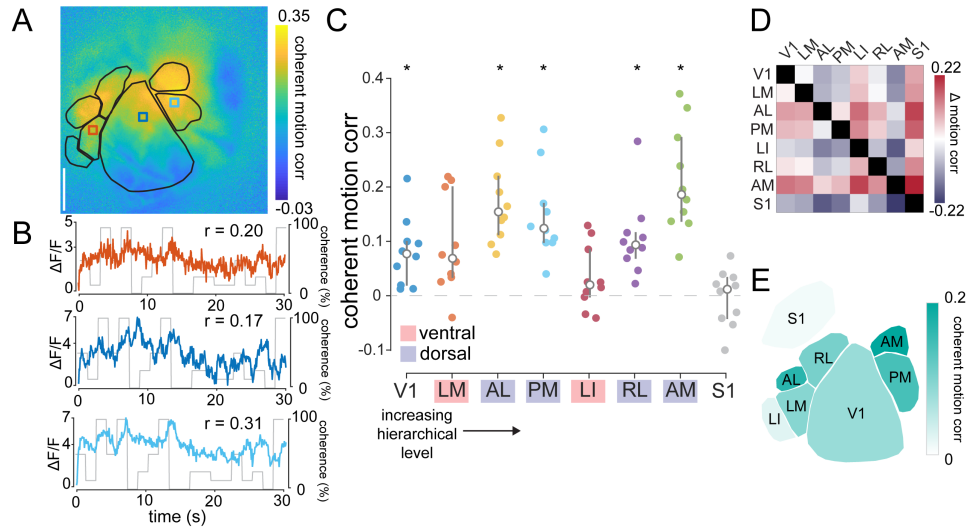 A
0.35
coherent motion corr
-0.03
B
5
3
0
ΔF/F
r = 0.20
100
0
coherence (%)
0
10
20
30
7
4
0
ΔF/F
r = 0.17
100
0
coherence (%)
0
10
20
30
7
4
0
ΔF/F
r = 0.31
100
0
coherence (%)
0
10
20
30
time (s)
C
coherent motion corr
0.4
0.3
0.2
0.1
0
-0.1
* * * * *
ventral
dorsal
V1 LM AL PM LI RL AM S1
increasing
hierarchical
level
D
V1 LM AL PM LI RL AM S1
V1
LM
AL
PM
LI
RL
AM
S1
0.22
Δ motion corr
-0.22
E
S1
RL
AM
AL
PM
LM
LI
V1
0.2
coherent motion corr
0